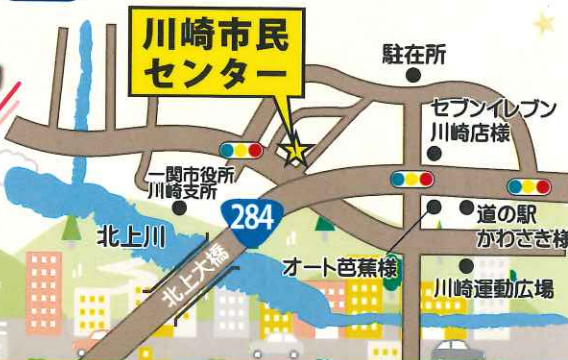 川崎市民
センター
駐在所
セブンイレブン
川崎店様
一関市役所
川崎支所
284
北上川
北上大橋
道の駅
かわさき様
オート芭蕉様
川崎運動広場